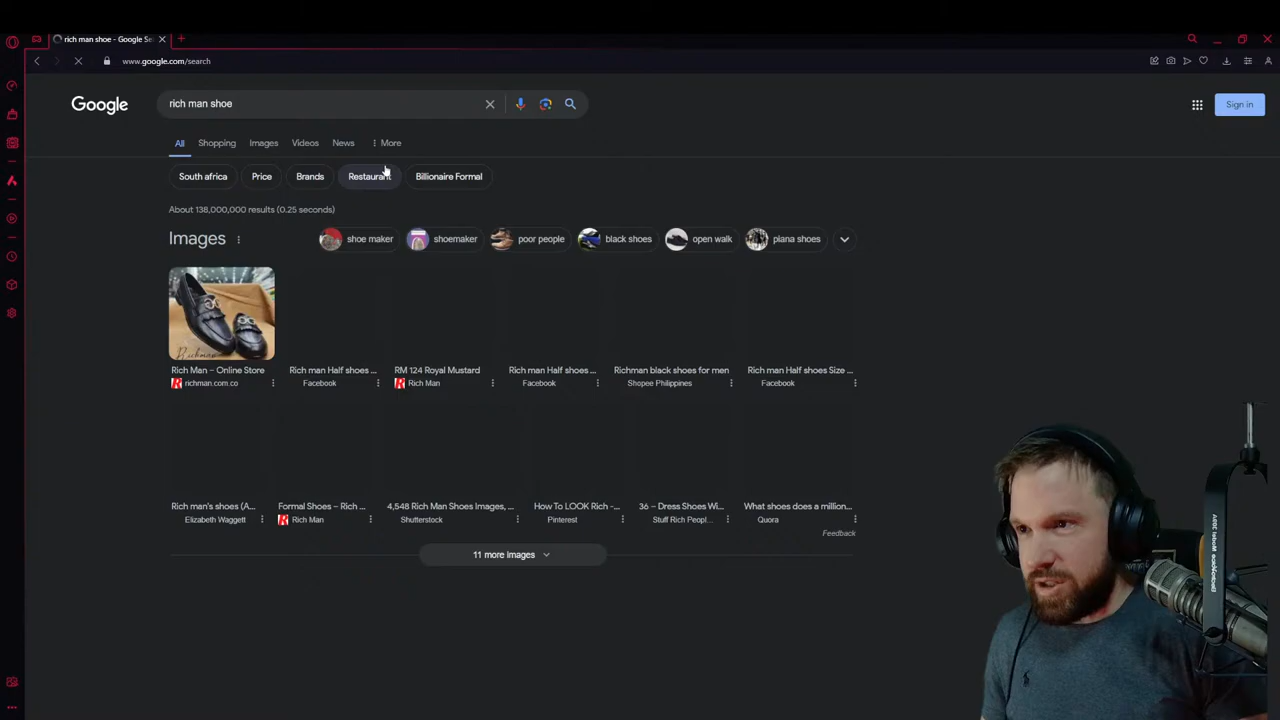 rich man shoe - Google Se
www.google.com/search
Google
rich man shoe
Sign in
All
Shopping
Images
Videos
News
More
South africa
Price
Brands
Restaurant
Billionaire Formal
About 138,000,000 results (0.25 seconds)
Images
shoe maker
shoemaker
poor people
black shoes
open walk
piana shoes
Richman
Rich Man – Online Store
Rich man Half shoes ...
RM 124 Royal Mustard
Rich man Half shoes ...
Richman black shoes for men
Rich man Half shoes Size ...
richman.com.co
Facebook
Rich Man
Facebook
Shopee Philippines
Facebook
Rich man's shoes (A...
Formal Shoes – Rich ...
4,548 Rich Man Shoes Images, ...
How To LOOK Rich -...
36 – Dress Shoes Wi...
What shoes does a million...
Elizabeth Waggett
Rich Man
Shutterstock
Pinterest
Stuff Rich Peopl...
Quora
Feedback
11 more images